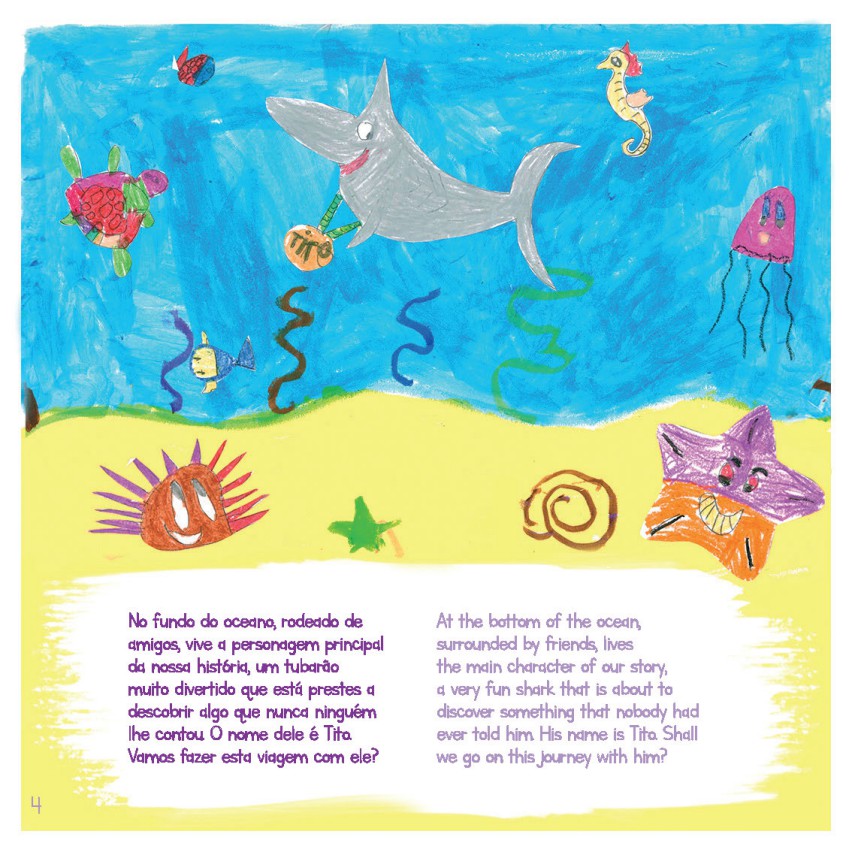 TITO
No fundo do oceano, rodeado de
amigos, vive a personagem principal
da nossa história, um tubarão
muito divertido que está prestes a
descobrir algo que nunca ninguém
lhe contou. O nome dele é Tito.
Vamos fazer esta viagem com ele?
At the bottom of the ocean,
surrounded by friends, lives
the main character of our story,
a very fun shark that is about to
discover something that nobody had
ever told him. His name is Tito. Shall
we go on this journey with him?
4